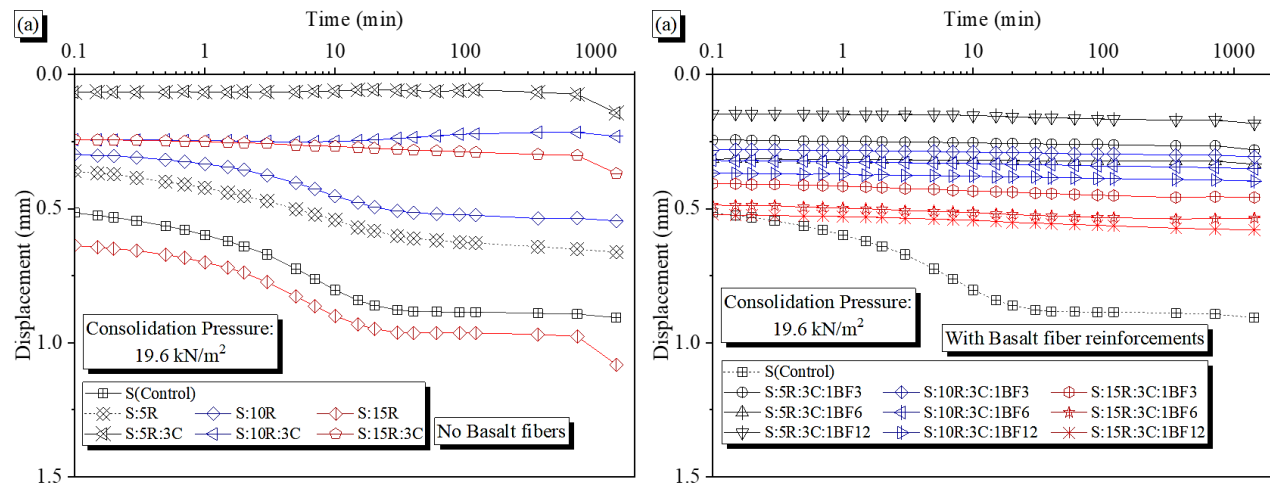 (a)
Time (min)
0.1 1 10 100 1000
0.0
0.5
1.0
1.5
Displacement (mm)
Consolidation Pressure:
19.6 kN/m²
S(Control)
S:5R S:10R S:15R
S:5R:3C S:10R:3C S:15R:3C
No Basalt fibers
(a)
Time (min)
0.1 1 10 100 1000
0.0
0.5
1.0
1.5
Displacement (mm)
Consolidation Pressure:
19.6 kN/m²
With Basalt fiber reinforcements
S(Control)
S:5R:3C:1BF3 S:10R:3C:1BF3 S:15R:3C:1BF3
S:5R:3C:1BF6 S:10R:3C:1BF6 S:15R:3C:1BF6
S:5R:3C:1BF12 S:10R:3C:1BF12 S:15R:3C:1BF12